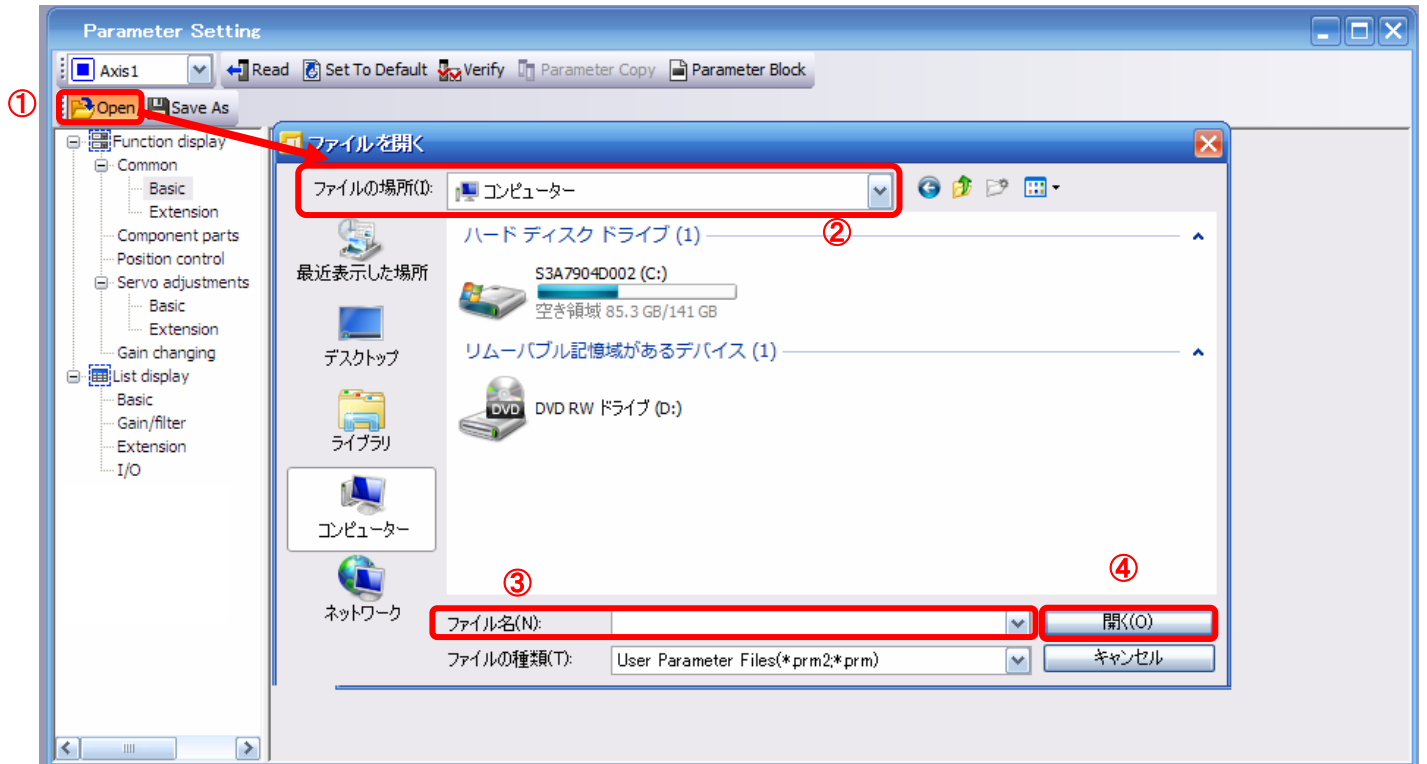 Parameter Setting
Axis1 Read Set To Default Verify Parameter Copy Parameter Block
① Open Save As
Function display
Common
Basic
Extension
Component parts
Position control
Servo adjustments
Basic
Extension
Gain changing
List display
Basic
Gain/filter
Extension
I/O
ファイルを開く
ファイルの場所(I): コンピューター
②
最近表示した場所
デスクトップ
ライブラリ
コンピューター
ネットワーク
ハード ディスク ドライブ (1)
S3A7904D002 (C:)
空き領域 85.3 GB/141 GB
リムーバブル記憶域があるデバイス (1)
DVD
DVD RW ドライブ (D:)
③
④
ファイル名(N): 開く(O)
ファイルの種類(T): User Parameter Files(*.prm2;*.prm) キャンセル